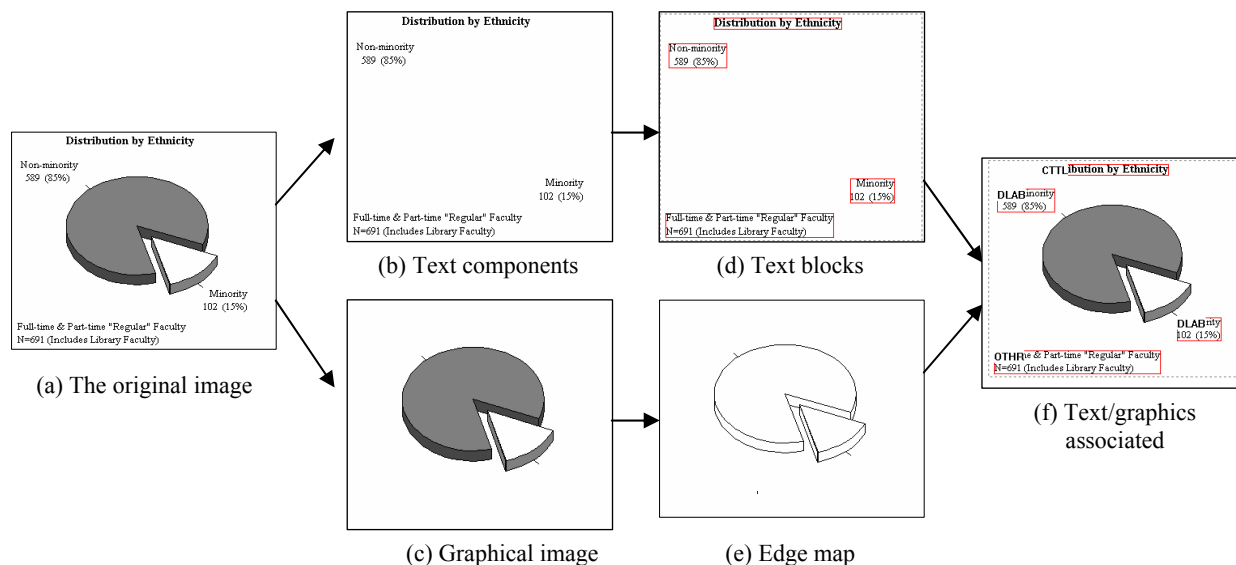 Distribution by Ethnicity
Non-minority
589 (85%)
Minority
102 (15%)
Full-time & Part-time "Regular" Faculty
N=691 (Includes Library Faculty)
(a) The original image
Distribution by Ethnicity
Non-minority
589 (85%)
Minority
102 (15%)
Full-time & Part-time "Regular" Faculty
N=691 (Includes Library Faculty)
(b) Text components
(c) Graphical image
Distribution by Ethnicity
Non-minority
589 (85%)
Minority
102 (15%)
Full-time & Part-time "Regular" Faculty
N=691 (Includes Library Faculty)
(d) Text blocks
(e) Edge map
CTTLibution by Ethnicity
DLABinority
589 (85%)
DLABrity
102 (15%)
OTHRe & Part-time "Regular" Faculty
N=691 (Includes Library Faculty)
(f) Text/graphics
associated